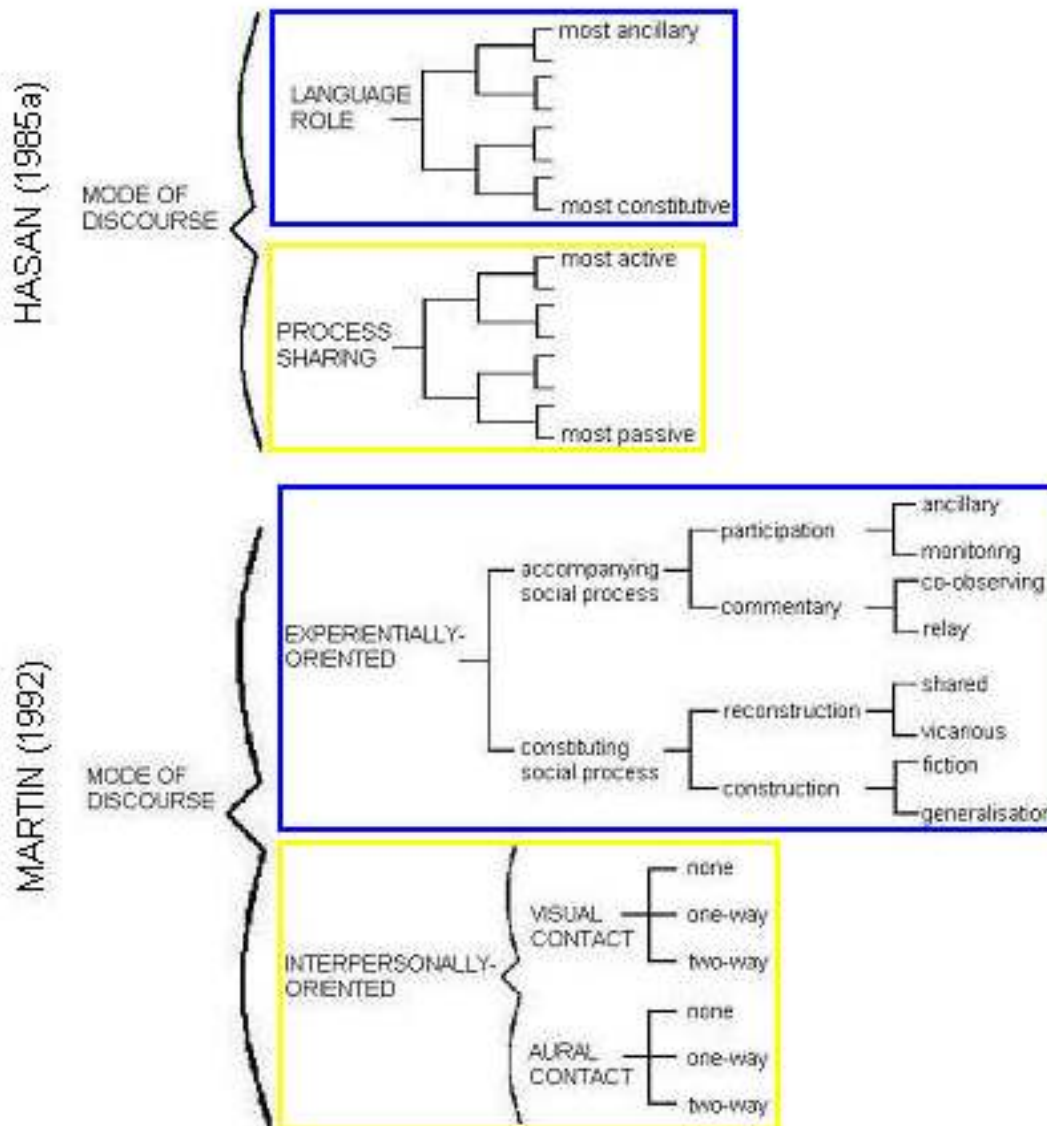 HASAN (1985a)
MODE OF
DISCOURSE
LANGUAGE
ROLE
most ancillary
most constitutive
PROCESS
SHARING
most active
most passive
MARTIN (1992)
MODE OF
DISCOURSE
EXPERIENTIALLY-
ORIENTED
accompanying
social process
participation
ancillary
monitoring
commentary
co-observing
relay
constituting
social process
reconstruction
shared
vicarious
construction
fiction
generalisation
INTERPERSONALLY-
ORIENTED
VISUAL
CONTACT
none
one-way
two-way
AURAL
CONTACT
none
one-way
two-way